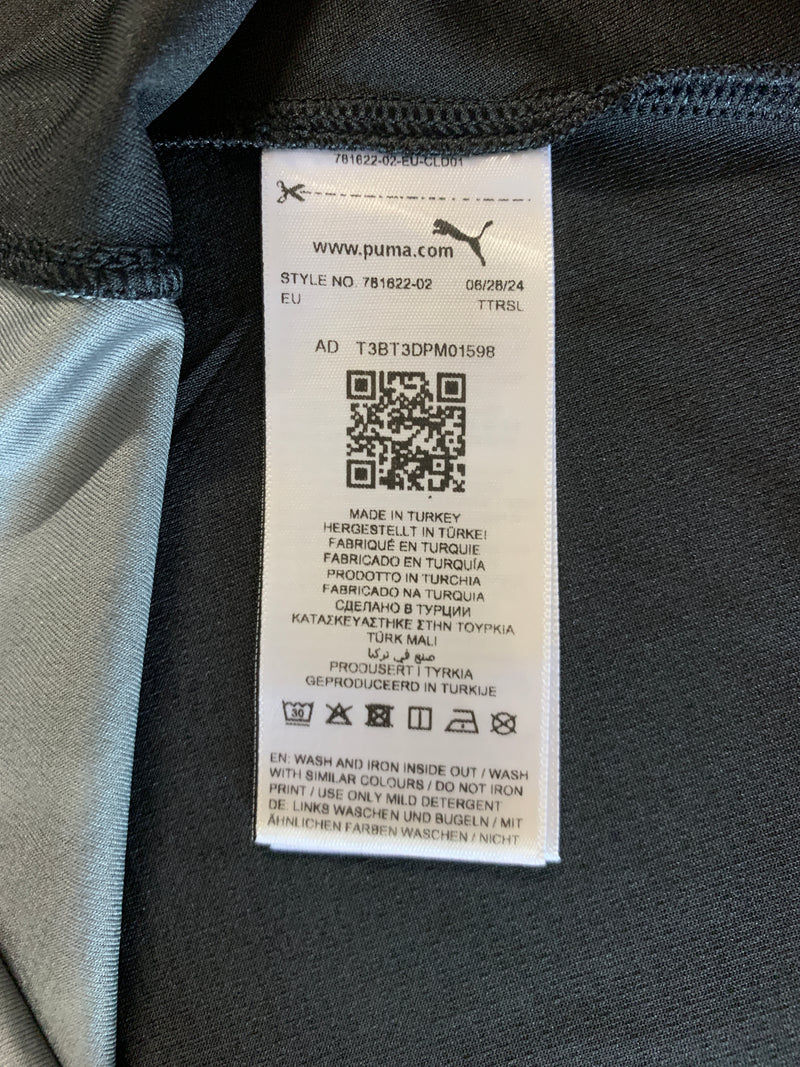 781622-02-EU-CLD01
www.puma.com
STYLE NO. 781622-02 06/28/24
EU TTRSL
AD T3BT3DPM01598
MADE IN TURKEY
HERGESTELLT IN TÜRKEI
FABRIQUÉ EN TURQUIE
FABRICADO EN TURQUÍA
PRODOTTO IN TURCHIA
FABRICADO NA TURQUIA
СДЕЛАНО В ТУРЦИИ
ΚΑΤΑΣΚΕΥΑΣΤΗΚΕ ΣΤΗΝ ΤΟΥΡΚΙΑ
TÜRK MALI
صنع في تركيا
PRODUSERT I TYRKIA
GEPRODUCEERD IN TURKIJE
30
EN: WASH AND IRON INSIDE OUT / WASH
WITH SIMILAR COLOURS / DO NOT IRON
PRINT / USE ONLY MILD DETERGENT
DE: LINKS WASCHEN UND BUGELN / MIT
ÄHNLICHEN FARBEN WASCHEN / NICHT